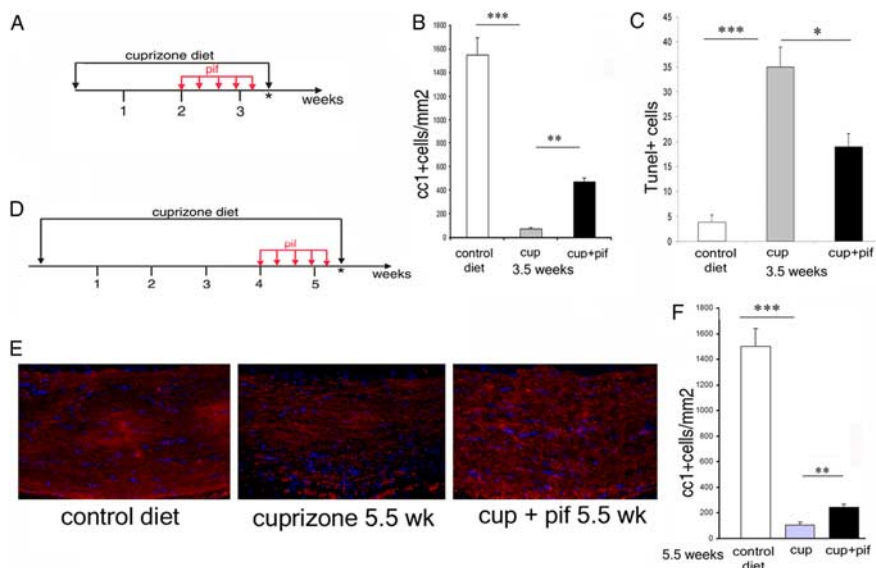 A
cuprizone diet
pif
weeks
1 2 3
*
B
cc1+cells/mm2
1800
1600
1400
1200
1000
800
600
400
200
0
***
**
control diet
cup
cup+pif
3.5 weeks
C
Tunel+ cells
45
40
35
30
25
20
15
10
5
0
***
*
control diet
cup
cup+pif
3.5 weeks
D
cuprizone diet
pif
weeks
1 2 3 4 5
*
E
control diet
cuprizone 5.5 wk
cup + pif 5.5 wk
F
cc1+cells/mm2
1800
1600
1400
1200
1000
800
600
400
200
0
***
**
5.5 weeks
control diet
cup
cup+pif